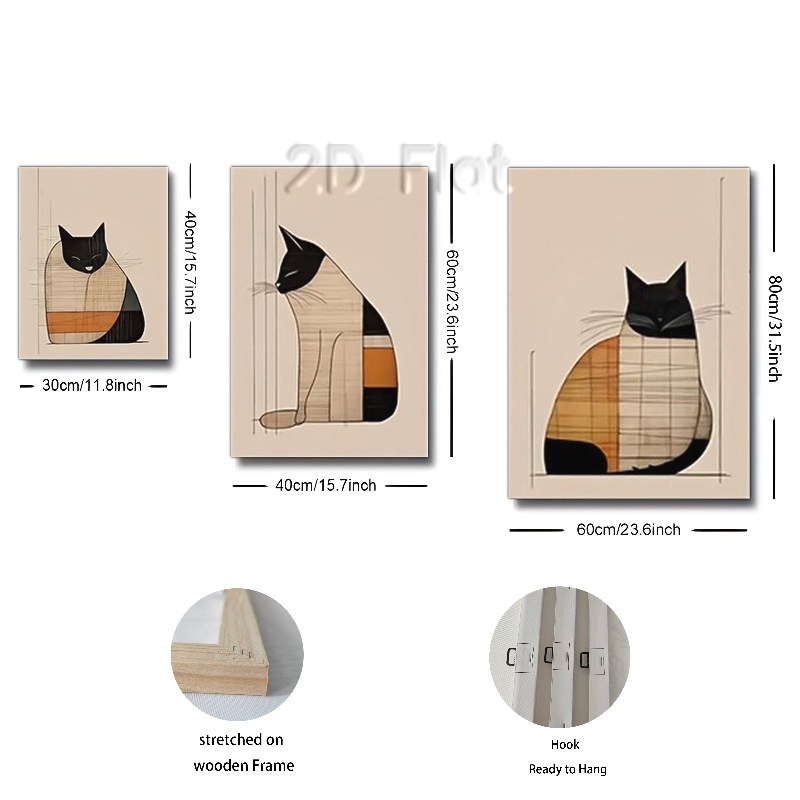 2D Flat
40cm/15.7inch
30cm/11.8inch
60cm/23.6inch
40cm/15.7inch
80cm/31.5inch
60cm/23.6inch
stretched on
wooden Frame
Hook
Ready to Hang